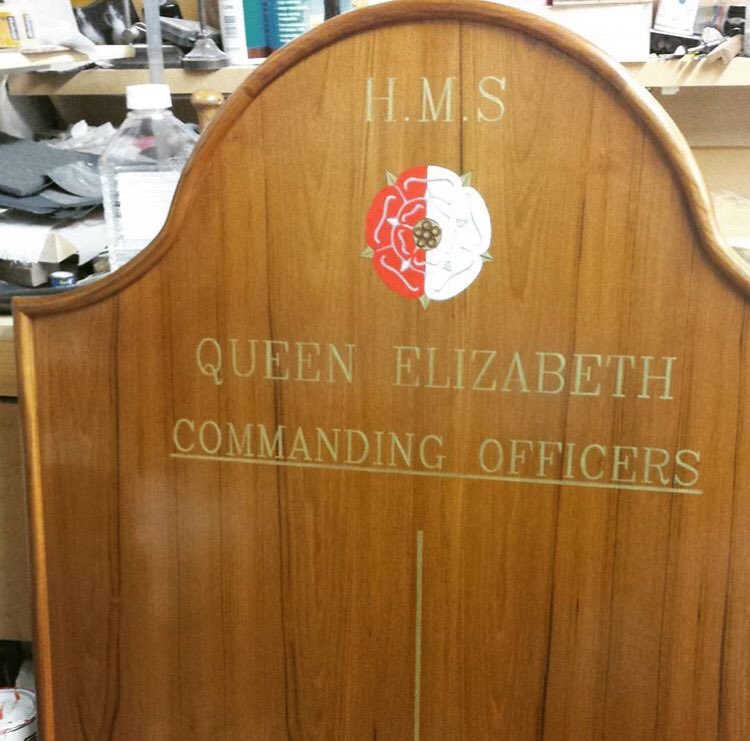 H.M.S
QUEEN ELIZABETH
COMMANDING OFFICERS